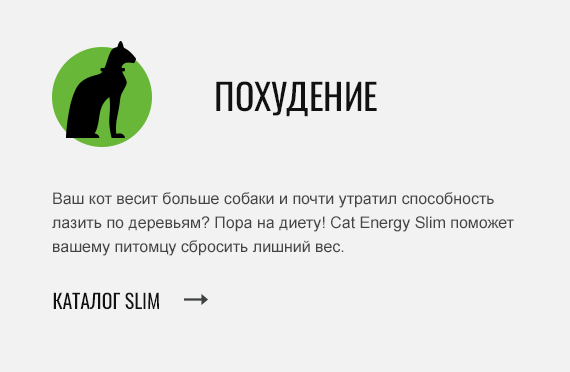 ПОХУДЕНИЕ
Ваш кот весит больше собаки и почти утратил способность
лазить по деревьям? Пора на диету! Cat Energy Slim поможет
вашему питомцу сбросить лишний вес.
КАТАЛОГ SLIM